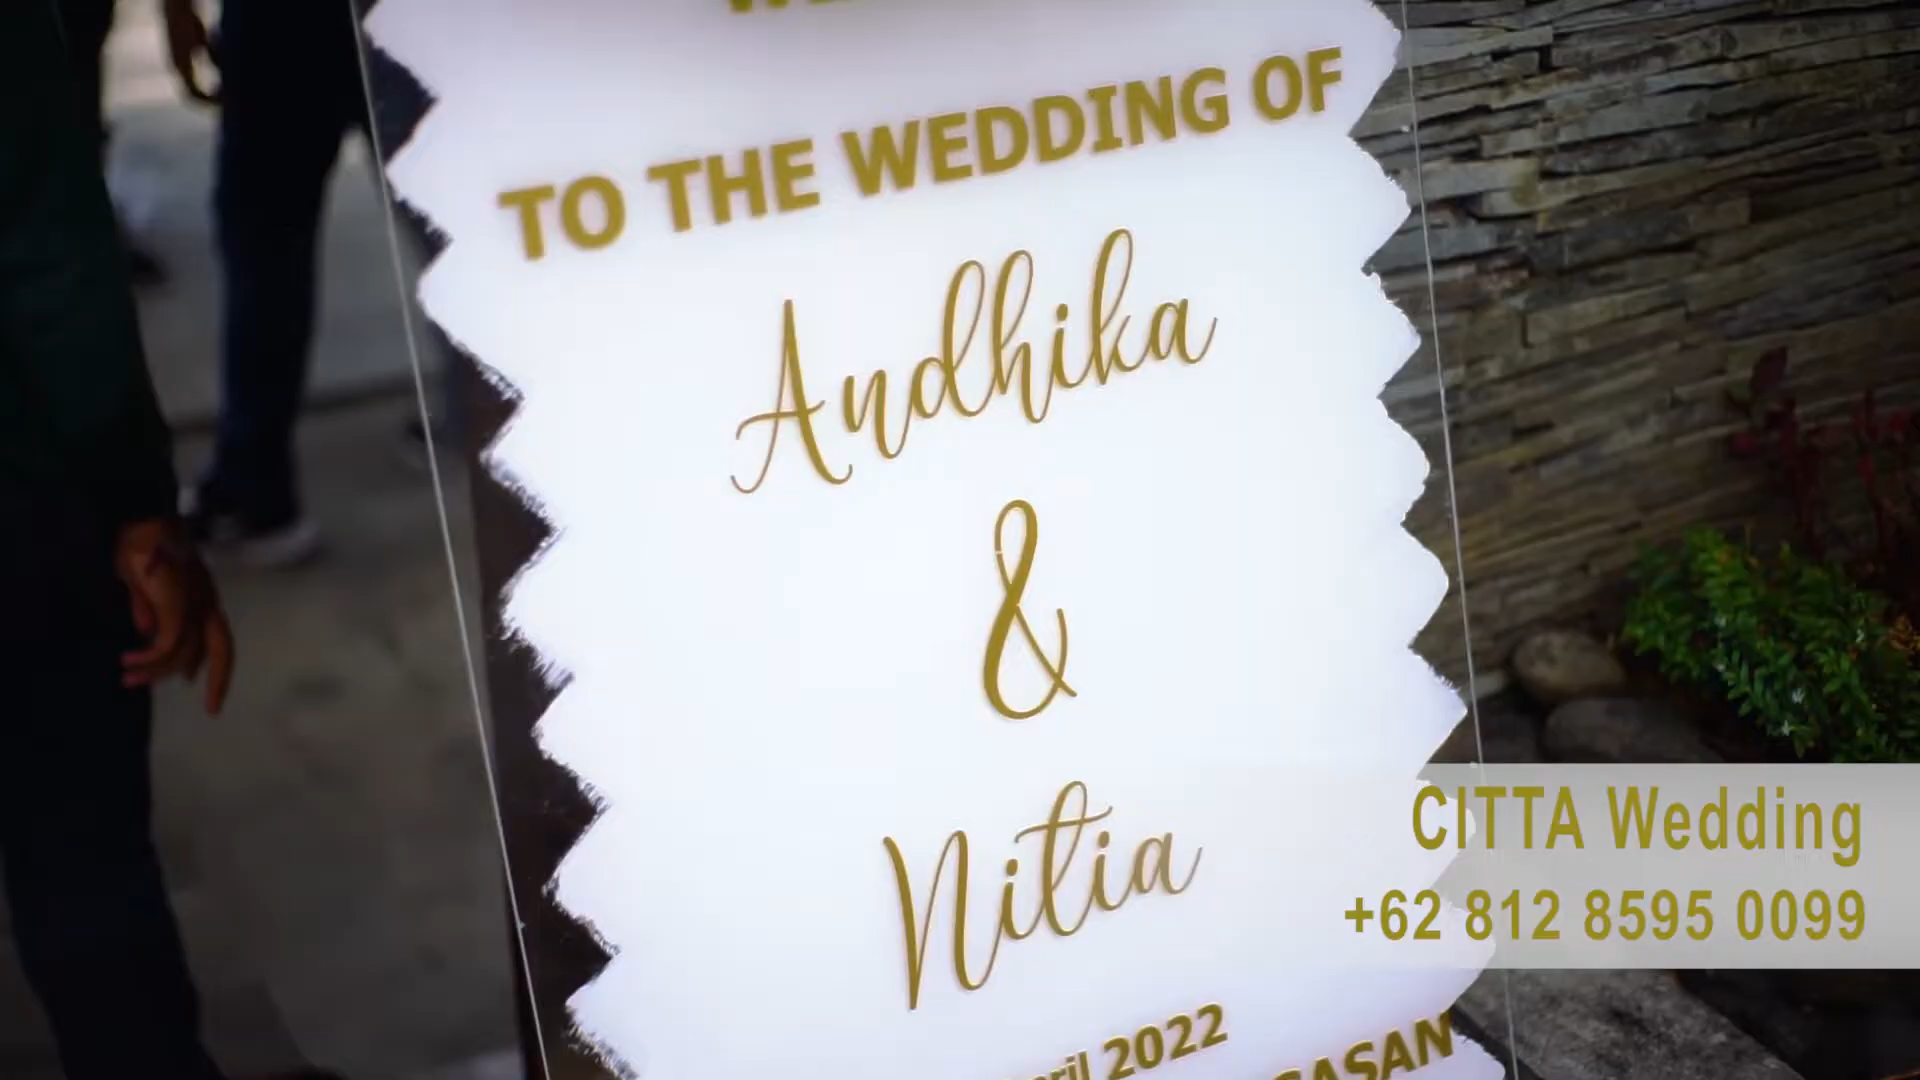 TO THE WEDDING OF
Andhika
&
Nitia
2022
CITTA Wedding
+62 812 8595 0099